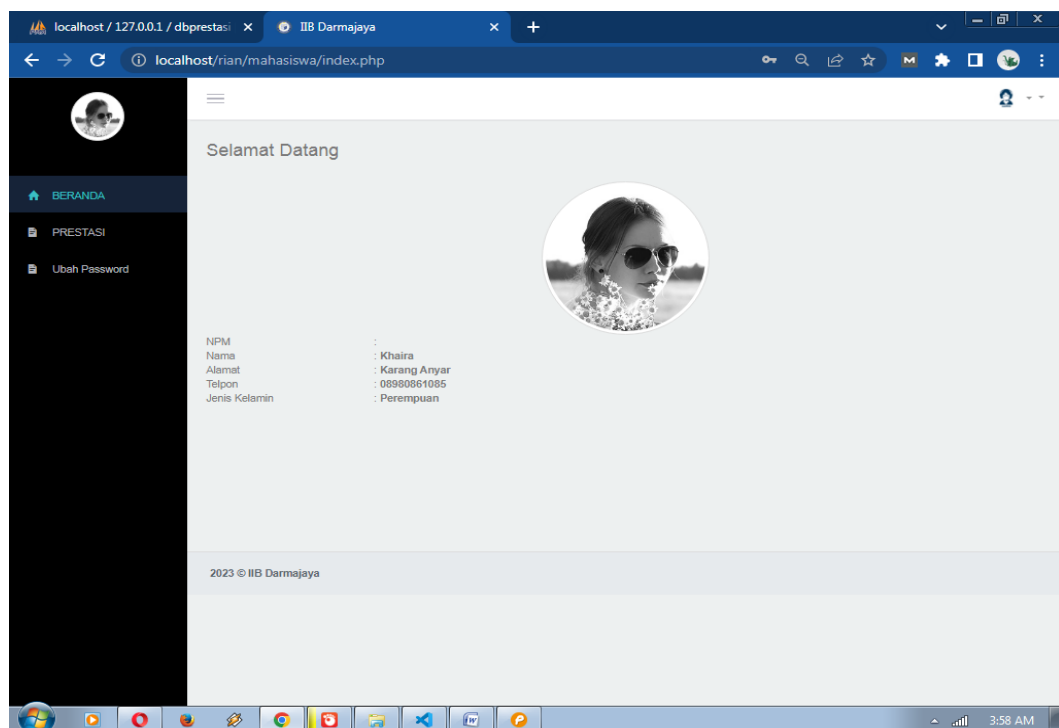 localhost / 127.0.0.1 / dbprestasi
IIB Darmajaya
localhost/rian/mahasiswa/index.php
Selamat Datang
BERANDA
PRESTASI
Ubah Password
NPM :
Nama : Khaira
Alamat : Karang Anyar
Telpon : 08980861085
Jenis Kelamin : Perempuan
2023 © IIB Darmajaya
3:58 AM